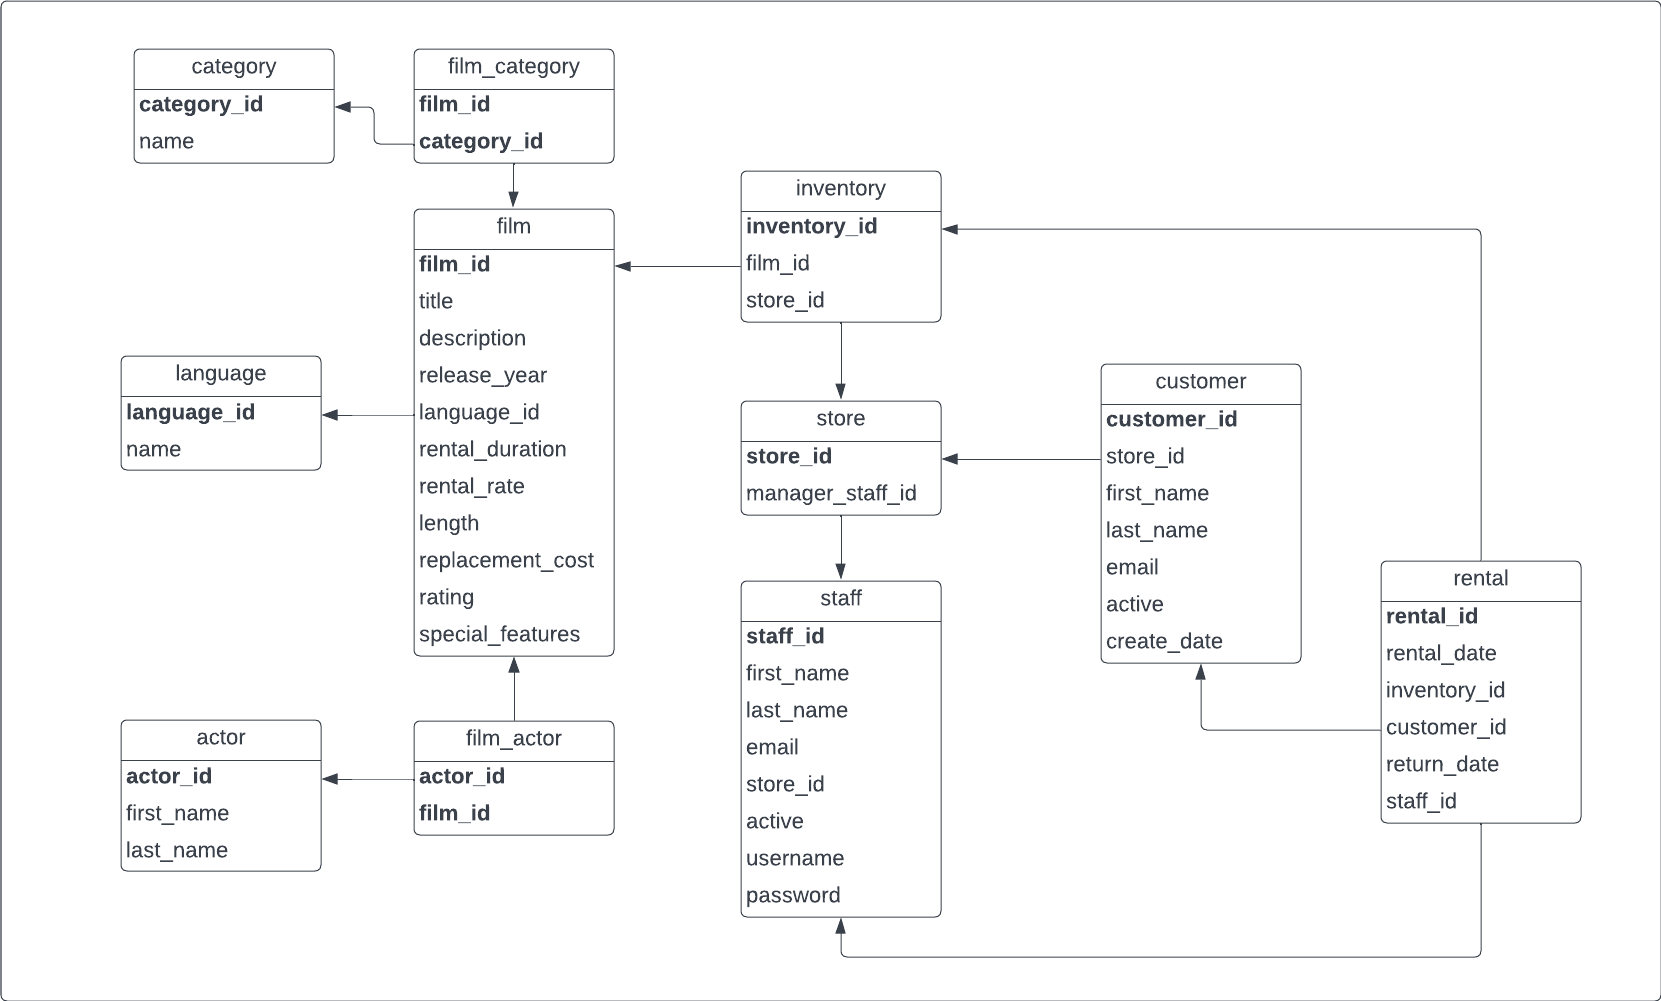 category
category_id
name
film_category
film_id
category_id
film
film_id
title
description
release_year
language_id
rental_duration
rental_rate
length
replacement_cost
rating
special_features
language
language_id
name
actor
actor_id
first_name
last_name
film_actor
actor_id
film_id
inventory
inventory_id
film_id
store_id
store
store_id
manager_staff_id
staff
staff_id
first_name
last_name
email
store_id
active
username
password
customer
customer_id
store_id
first_name
last_name
email
active
create_date
rental
rental_id
rental_date
inventory_id
customer_id
return_date
staff_id